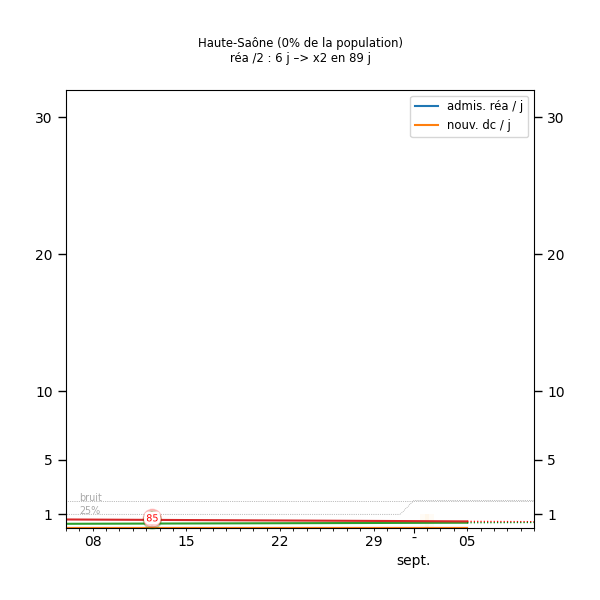 Haute-Saône (0% de la population)
réa /2 : 6 j –> x2 en 89 j
admis. réa / j
nouv. dc / j
30 30
20 20
10 10
5 5
bruit
25%
1 85 1
08 15 22 29 - 05
sept.